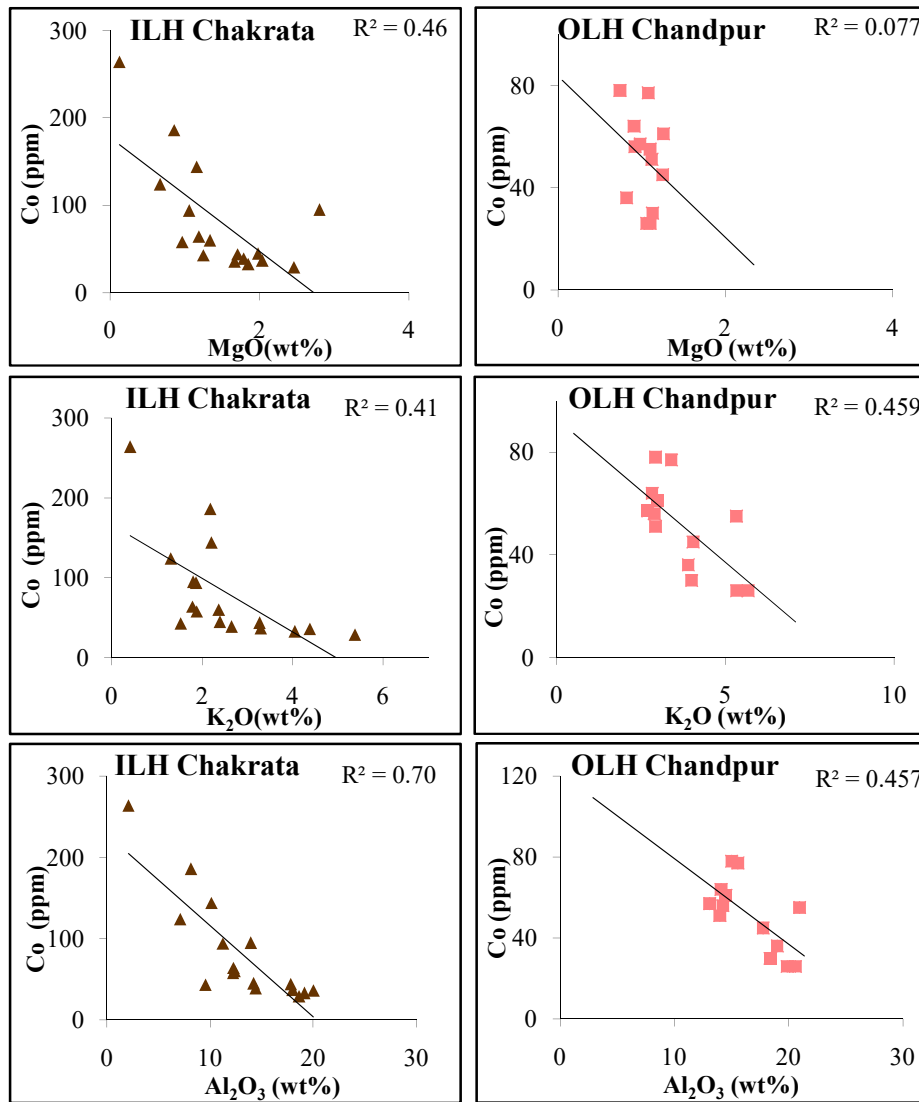 ILH Chakrata
R² = 0.46
300
200
100
0
Co (ppm)
0 2 4
MgO(wt%)
OLH Chandpur
R² = 0.077
80
40
0
Co (ppm)
0 2 4
MgO (wt%)
ILH Chakrata
R² = 0.41
300
200
100
0
Co (ppm)
0 2 4 6
K₂O(wt%)
OLH Chandpur
R² = 0.459
80
40
0
Co (ppm)
0 5 10
K₂O (wt%)
ILH Chakrata
R² = 0.70
300
200
100
0
Co (ppm)
0 10 20 30
Al₂O₃ (wt%)
OLH Chandpur
R² = 0.457
120
80
40
0
Co (ppm)
0 10 20 30
Al₂O₃ (wt%)